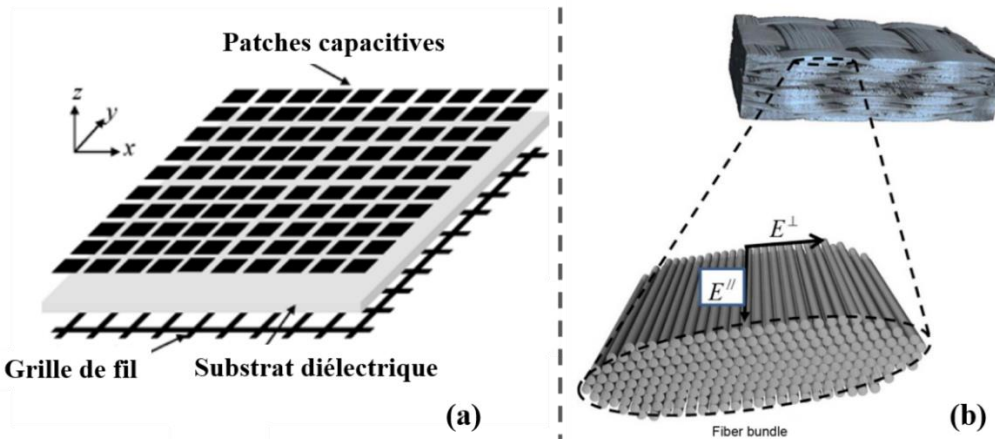 Patches capacitives
z
y
x
Grille de fil
Substrat diélectrique
(a)
E⊥
E//
Fiber bundle
(b)